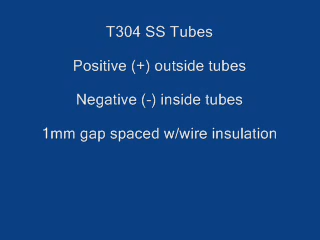 T304 SS Tubes
Positive (+) outside tubes
Negative (-) inside tubes
1mm gap spaced w/wire insulation